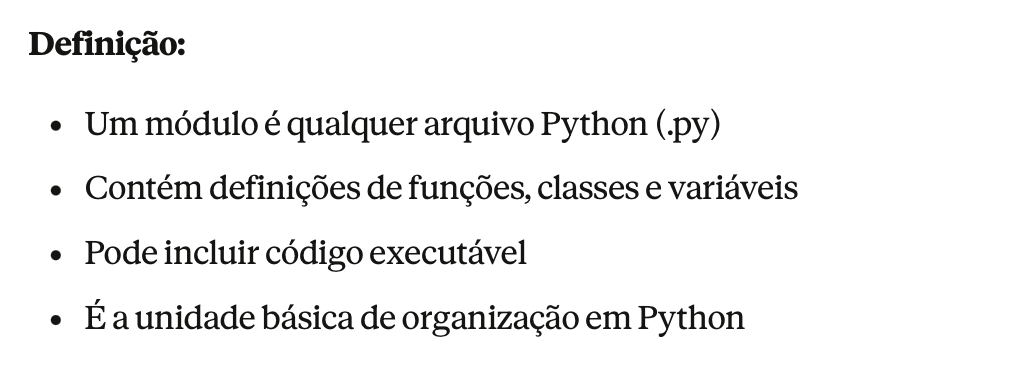 Definição:
• Um módulo é qualquer arquivo Python (.py)
• Contém definições de funções, classes e variáveis
• Pode incluir código executável
• É a unidade básica de organização em Python